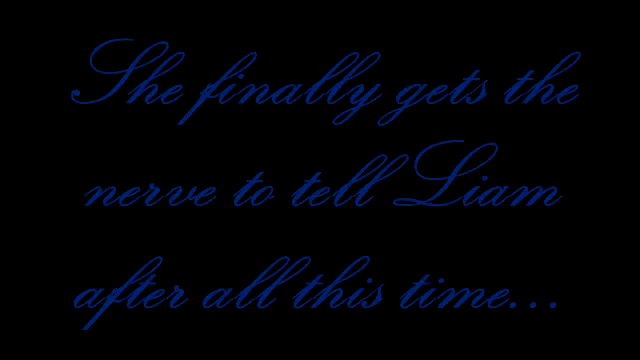 She finally gets the
nerve to tell Liam
after all this time...